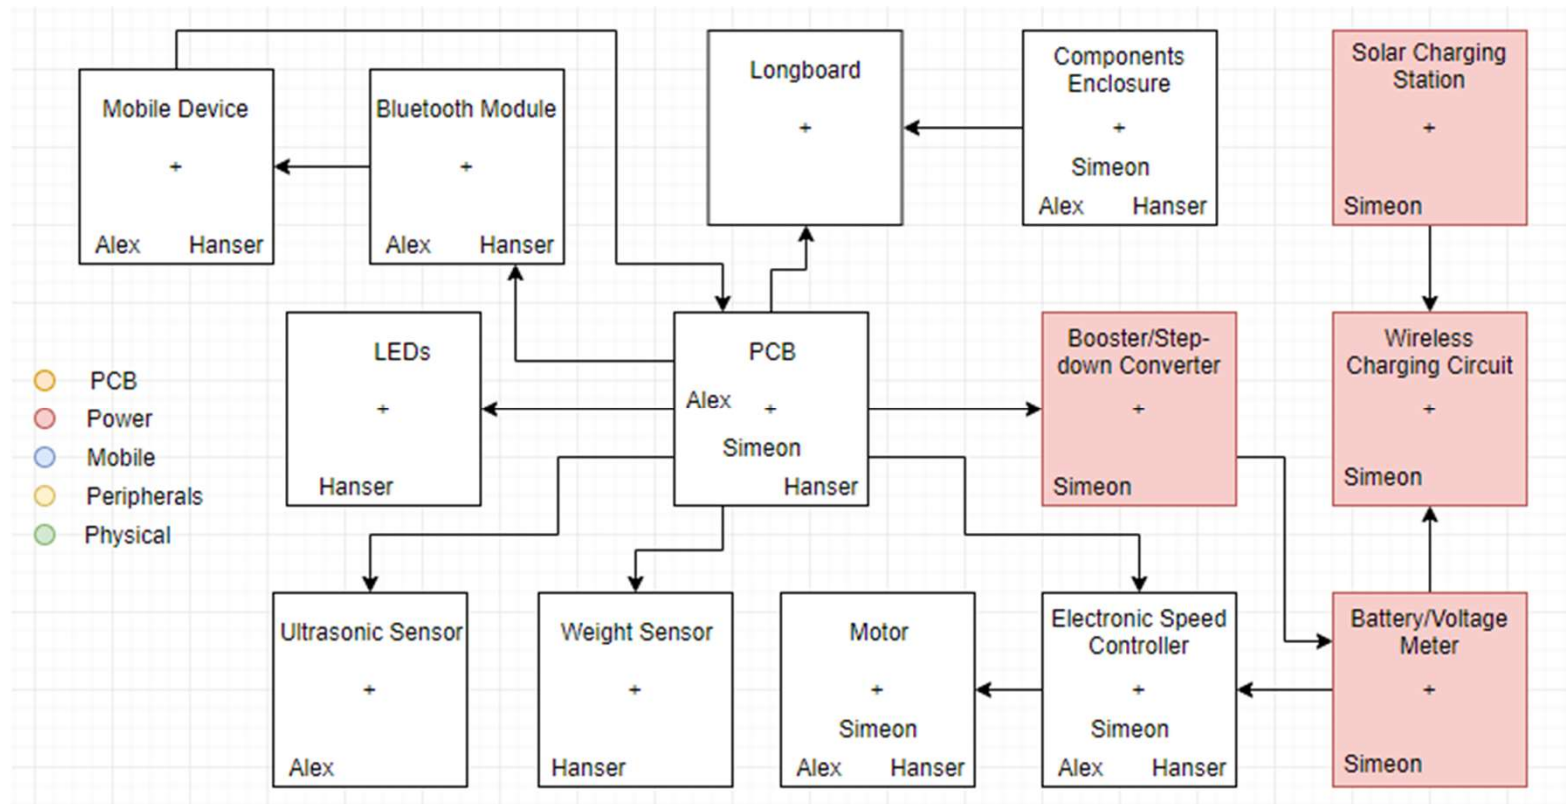 Mobile Device
+
Alex Hanser
Bluetooth Module
+
Alex Hanser
Longboard
+
Components
Enclosure
+
Simeon
Alex Hanser
Solar Charging
Station
+
Simeon
PCB
Power
Mobile
Peripherals
Physical
LEDs
+
Hanser
PCB
Alex +
Simeon
Hanser
Booster/Step-
down Converter
+
Simeon
Wireless
Charging Circuit
+
Simeon
Ultrasonic Sensor
+
Alex
Weight Sensor
+
Hanser
Motor
+
Simeon
Alex Hanser
Electronic Speed
Controller
+
Simeon
Alex Hanser
Battery/Voltage
Meter
+
Simeon